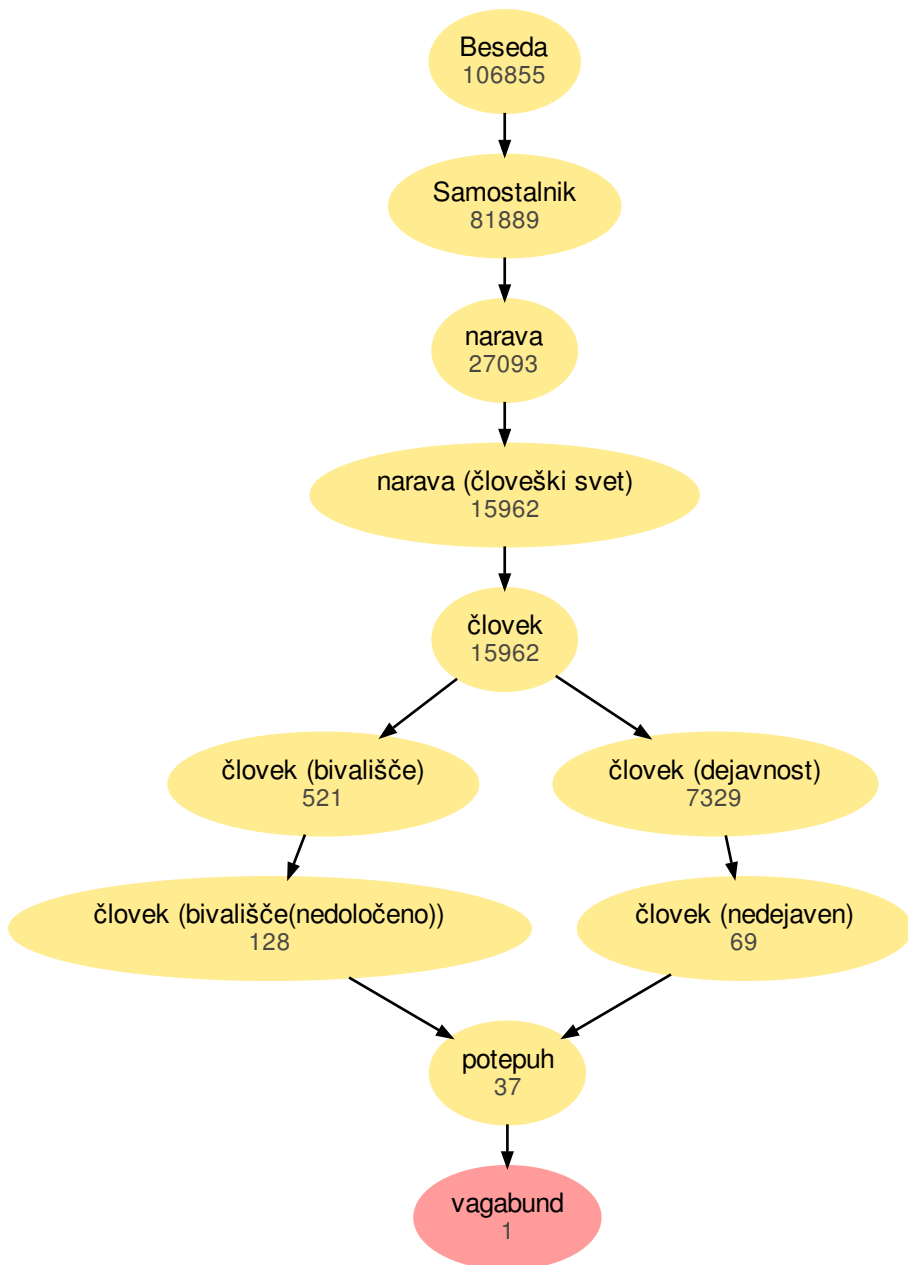 Beseda
106855
Samostalnik
81889
narava
27093
narava (človeški svet)
15962
človek
15962
človek (bivališče)
521
človek (dejavnost)
7329
človek (bivališče(nedoločeno))
128
človek (nedejaven)
69
potepuh
37
vagabund
1